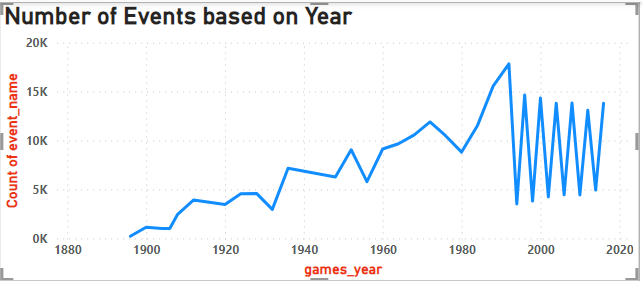 Number of Events based on Year
20K
15K
10K
5K
0K
Count of event_name
1880 1900 1920 1940 1960 1980 2000 2020
games_year